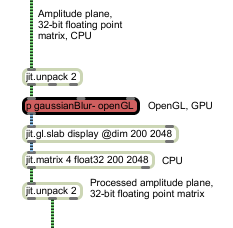 Amplitude plane,
32-bit floating point
matrix, CPU
jit.unpack 2
p gaussianBlur- openGL
OpenGL, GPU
jit.gl.slab display @dim 200 2048
jit.matrix 4 float32 200 2048
CPU
jit.unpack 2
Processed amplitude plane,
32-bit floating point matrix